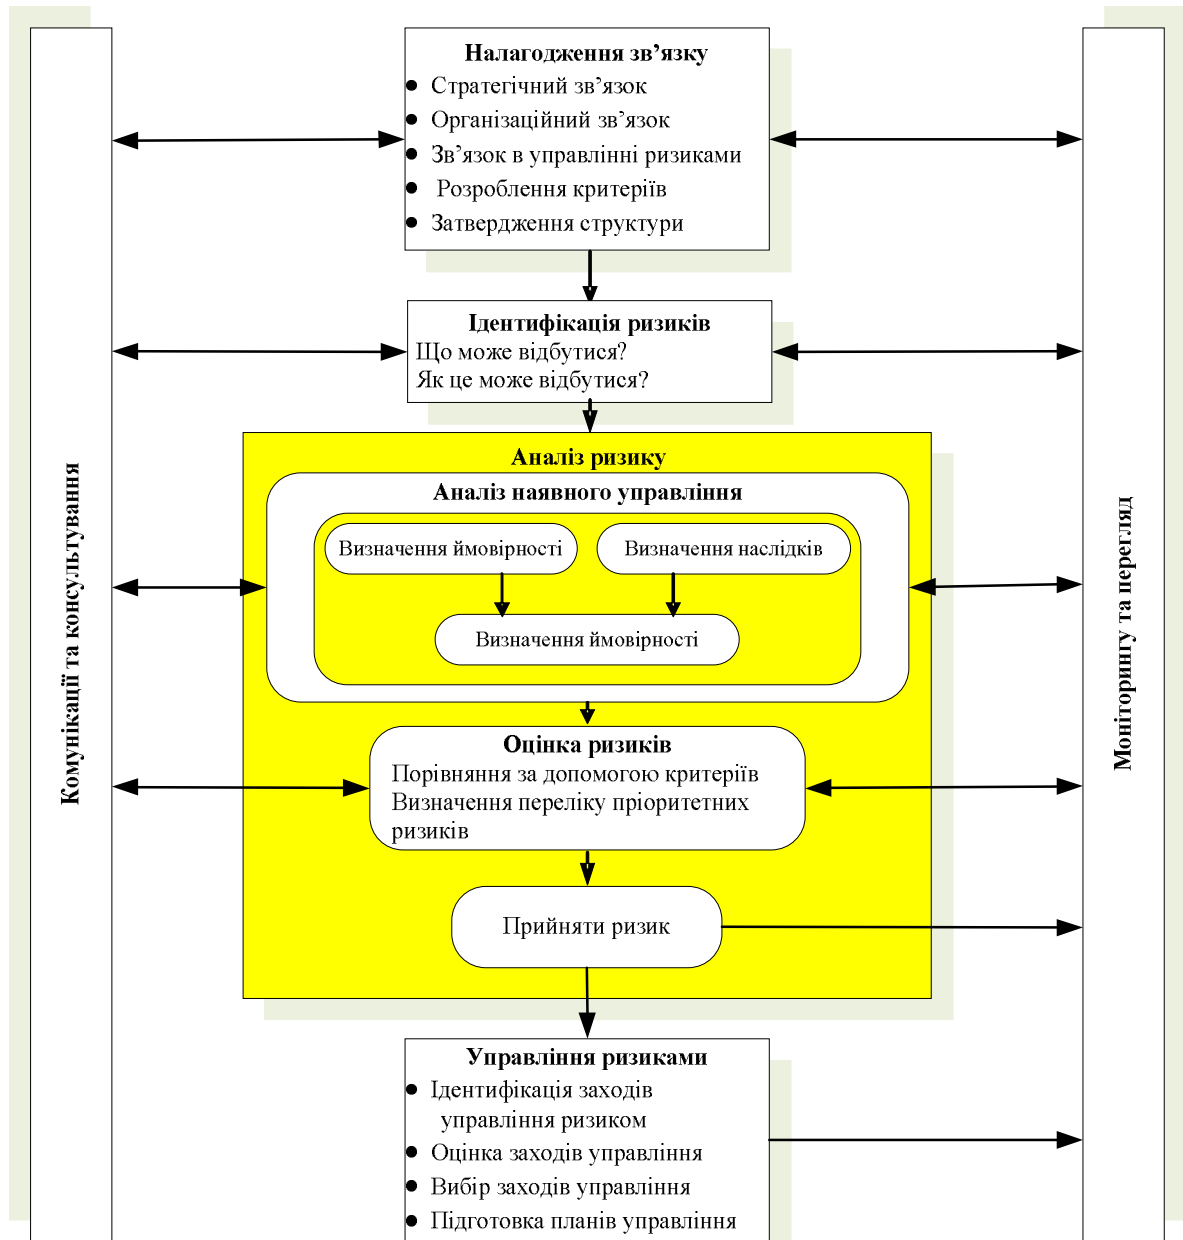 Налагодження зв’язку
● Стратегічний зв’язок
● Організаційний зв’язок
● Зв’язок в управлінні ризиками
● Розроблення критеріїв
● Затвердження структури
Ідентифікація ризиків
Що може відбутися?
Як це може відбутися?
Аналіз ризику
Аналіз наявного управління
Визначення ймовірності
Визначення наслідків
Визначення ймовірності
Оцінка ризиків
Порівняння за допомогою критеріїв
Визначення переліку пріоритетних
ризиків
Прийняти ризик
Управління ризиками
● Ідентифікація заходів
управління ризиком
● Оцінка заходів управління
● Вибір заходів управління
● Підготовка планів управління
Комунікації та консультування
Моніторингу та перегляд